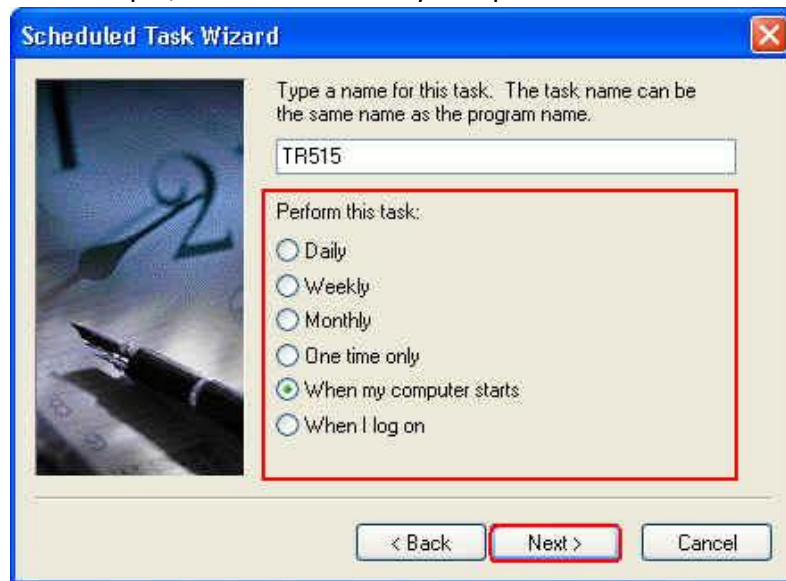 Scheduled Task Wizard
Type a name for this task. The task name can be
the same name as the program name.
TR515
Perform this task:
Daily
Weekly
Monthly
One time only
When my computer starts
When I log on
< Back
Next >
Cancel